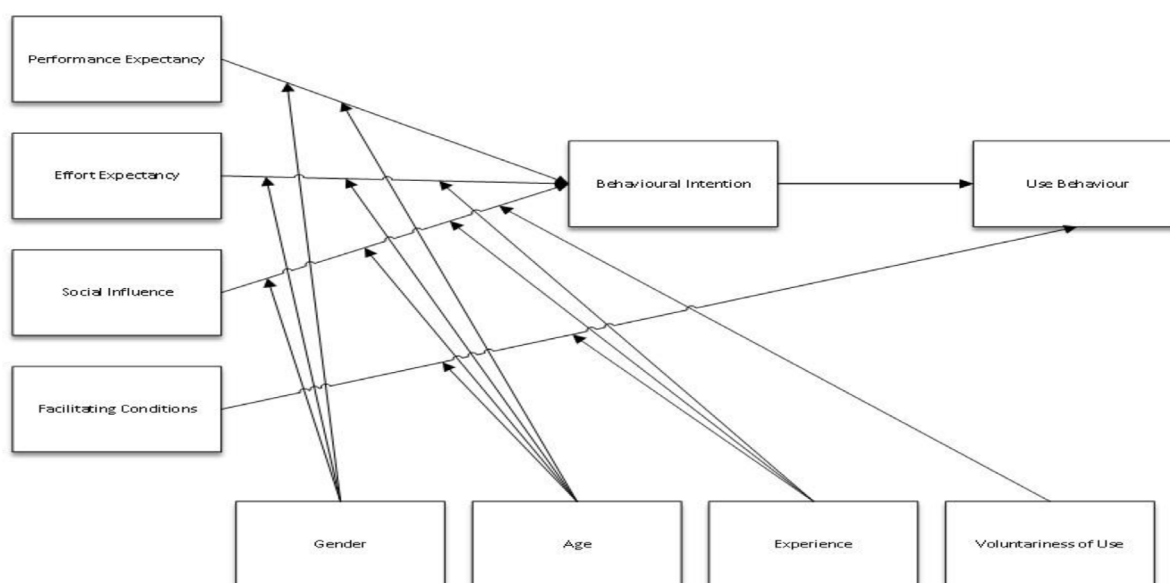 Performance Expectancy
Effort Expectancy
Behavioural Intention
Use Behaviour
Social Influence
Facilitating Conditions
Gender
Age
Experience
Voluntariness of Use